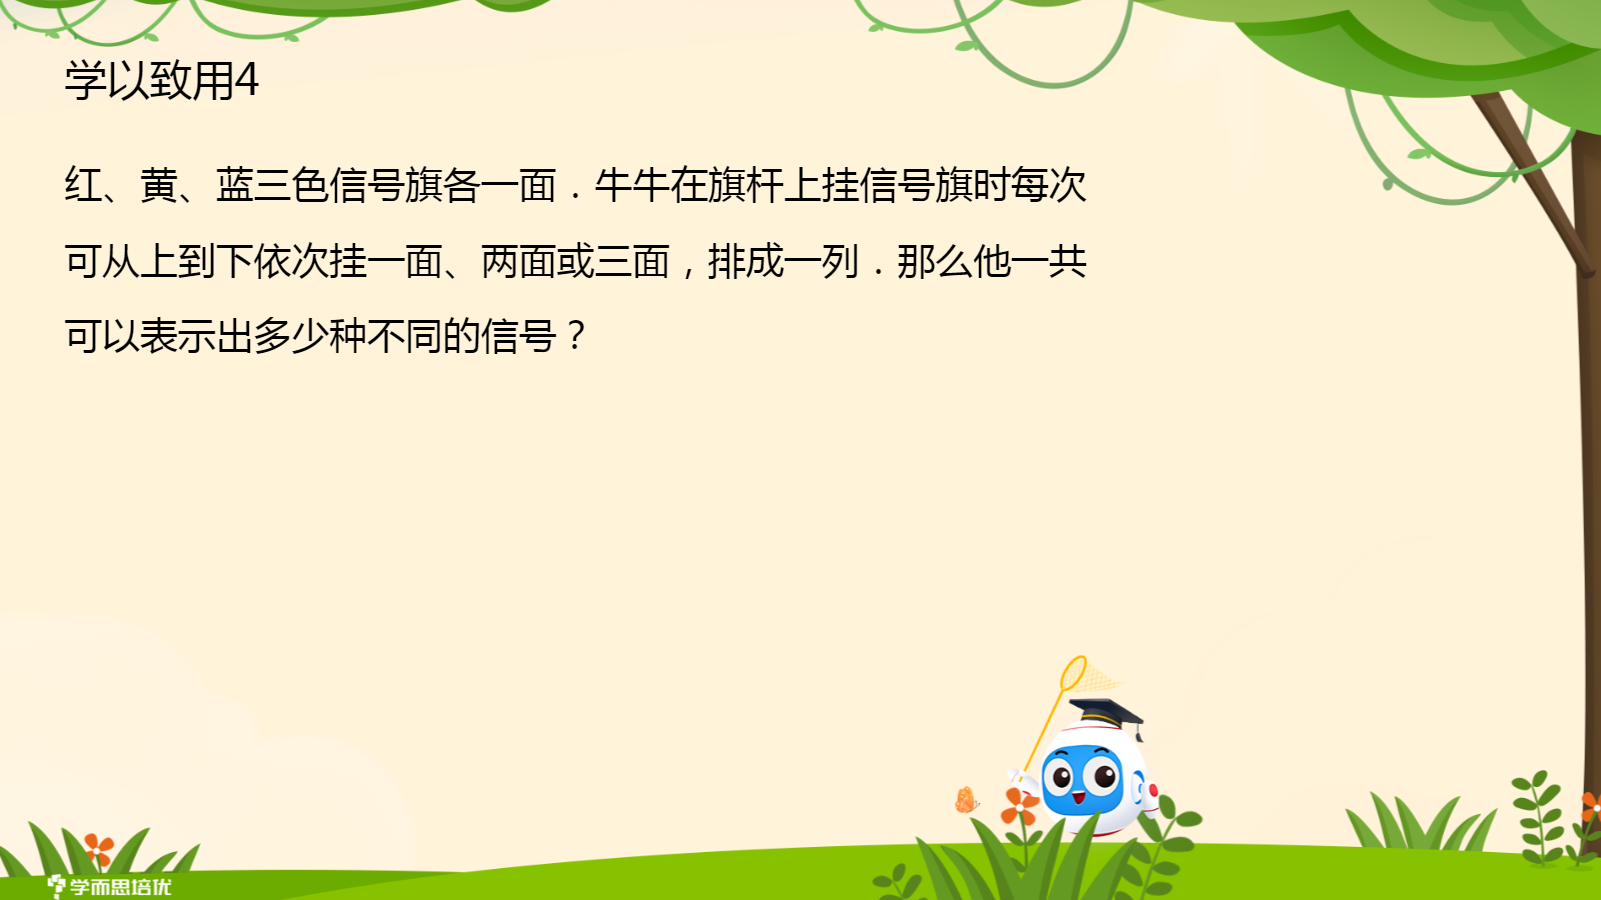 学以致用4
红、黄、蓝三色信号旗各一面．牛牛在旗杆上挂信号旗时每次
可从上到下依次挂一面、两面或三面，排成一列．那么他一共
可以表示出多少种不同的信号？
学而思培优